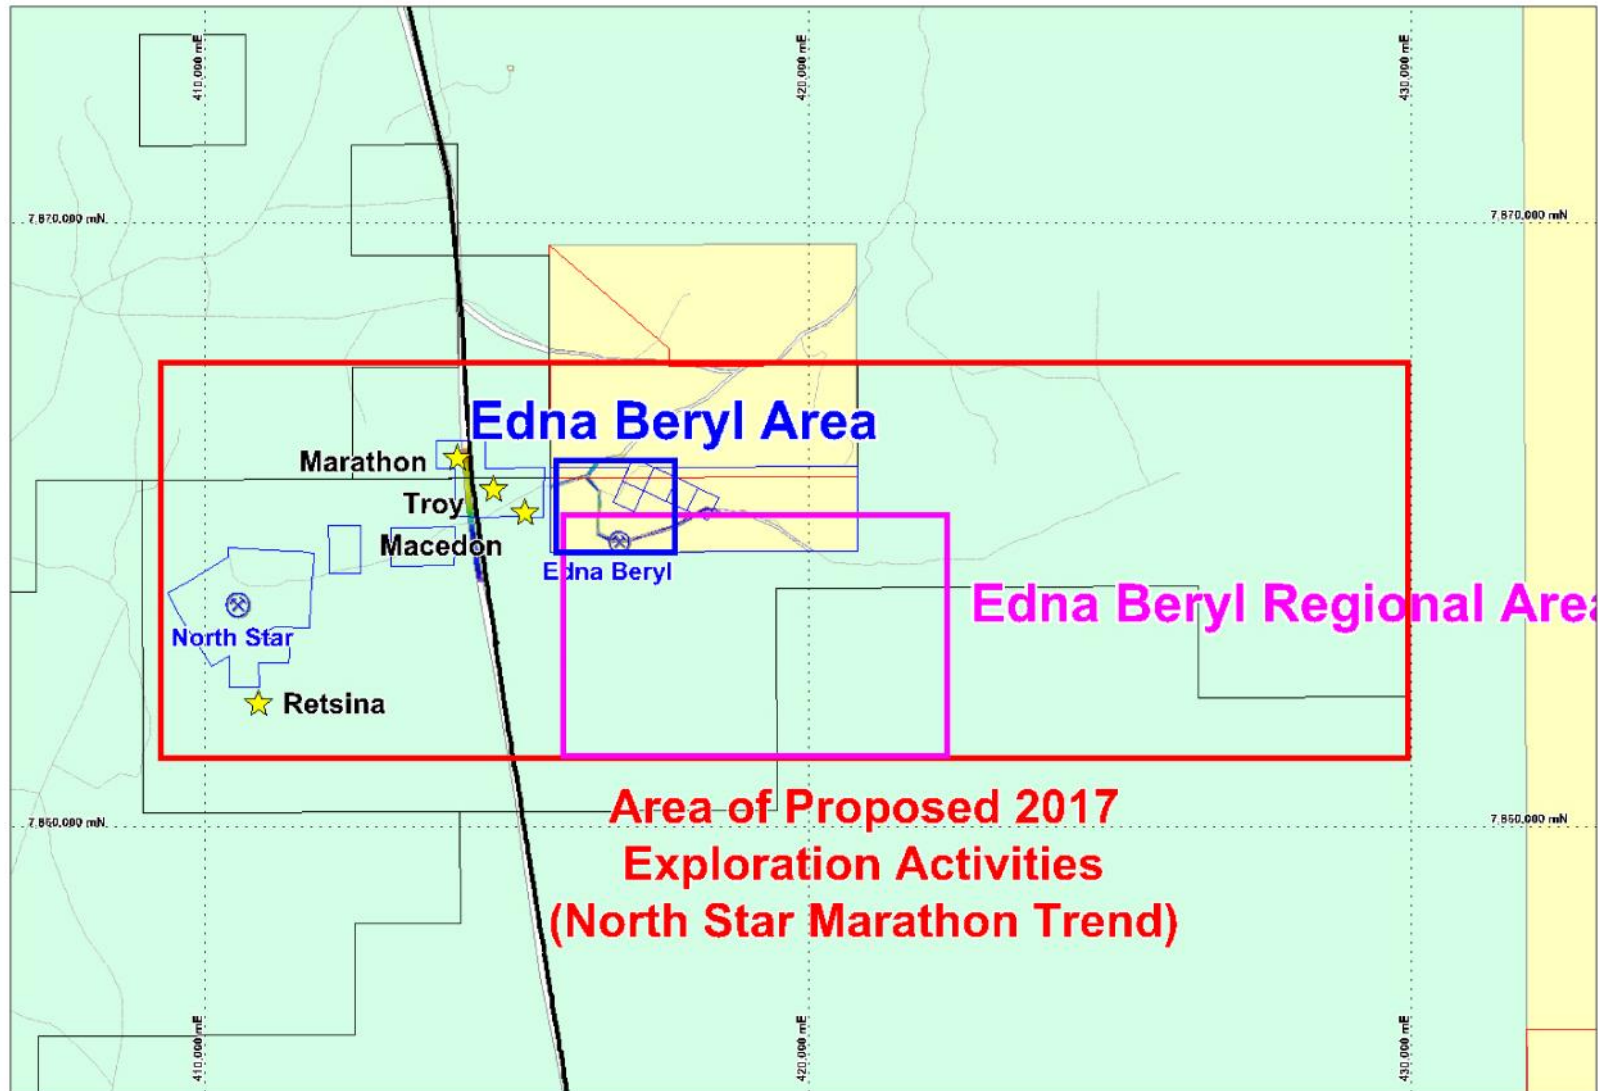 410,000 mE
420,000 mE
430,000 mE
7,870,000 mN
7,870,000 mN
Edna Beryl Area
Marathon
Troy
Macedon
Edna Beryl
Edna Beryl Regional Area
North Star
Retsina
Area of Proposed 2017
Exploration Activities
(North Star Marathon Trend)
7,860,000 mN
7,860,000 mN
410,000 mE
420,000 mE
430,000 mE